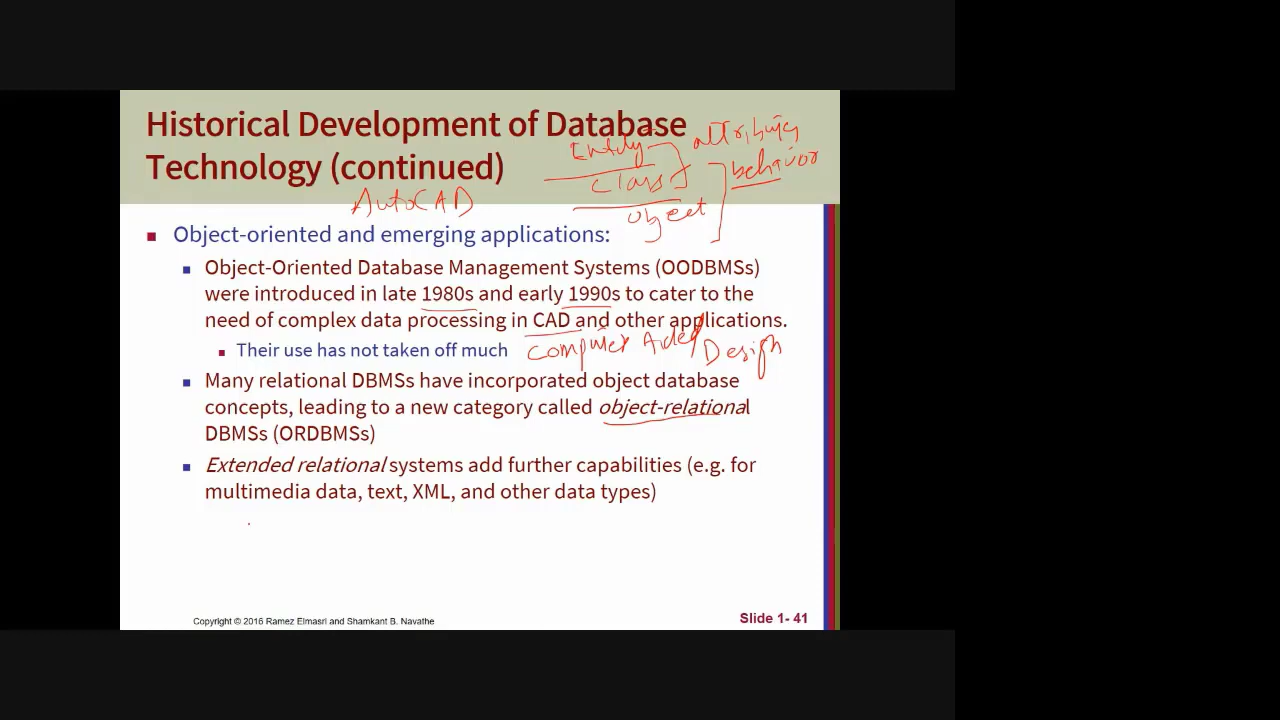 Historical Development of Database
Technology (continued)
Entity
attributes
class
behavior
object
AutoCAD
Object-oriented and emerging applications:
Object-Oriented Database Management Systems (OODBMSs)
were introduced in late 1980s and early 1990s to cater to the
need of complex data processing in CAD and other applications.
Their use has not taken off much
Computer Aided Design
Many relational DBMSs have incorporated object database
concepts, leading to a new category called object-relational
DBMSs (ORDBMSs)
Extended relational systems add further capabilities (e.g. for
multimedia data, text, XML, and other data types)
Copyright © 2016 Ramez Elmasri and Shamkant B. Navathe
Slide 1- 41